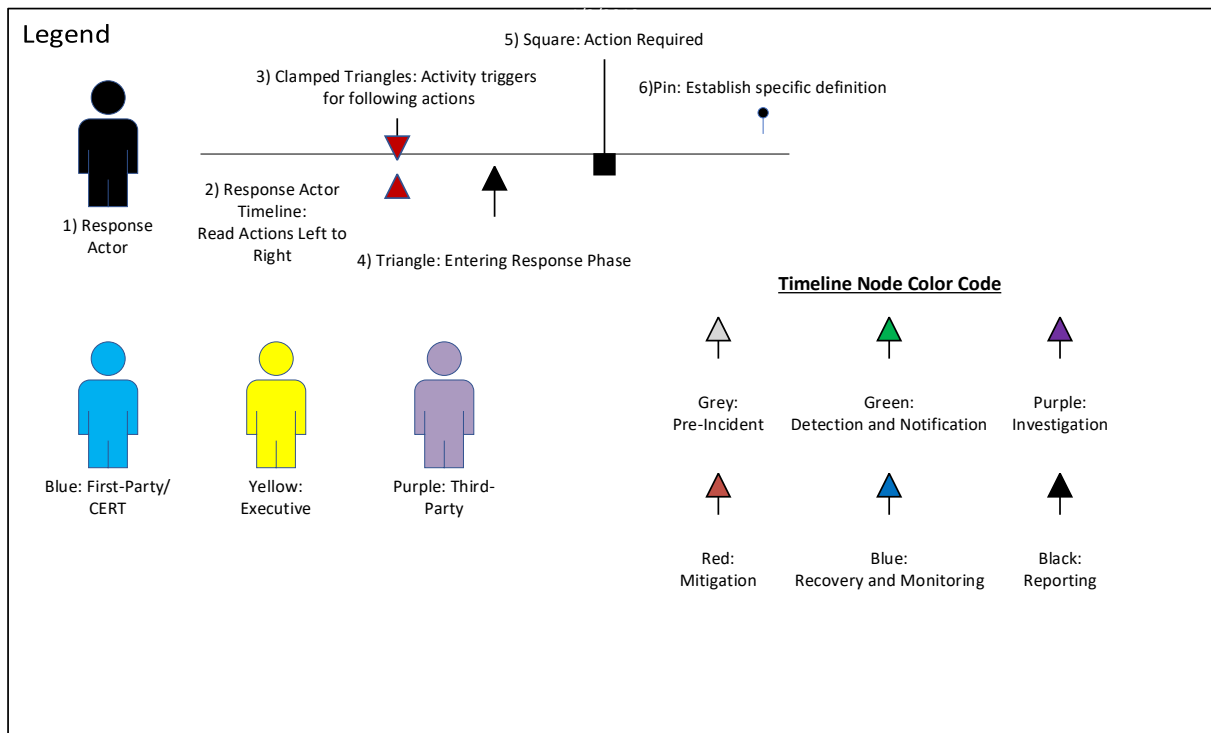 Legend
5) Square: Action Required
3) Clamped Triangles: Activity triggers
for following actions
6)Pin: Establish specific definition
1) Response
Actor
2) Response Actor
Timeline:
Read Actions Left to
Right
4) Triangle: Entering Response Phase
Timeline Node Color Code
Grey:
Pre-Incident
Green:
Detection and Notification
Purple:
Investigation
Blue: First-Party/
CERT
Yellow:
Executive
Purple: Third-
Party
Red:
Mitigation
Blue:
Recovery and Monitoring
Black:
Reporting